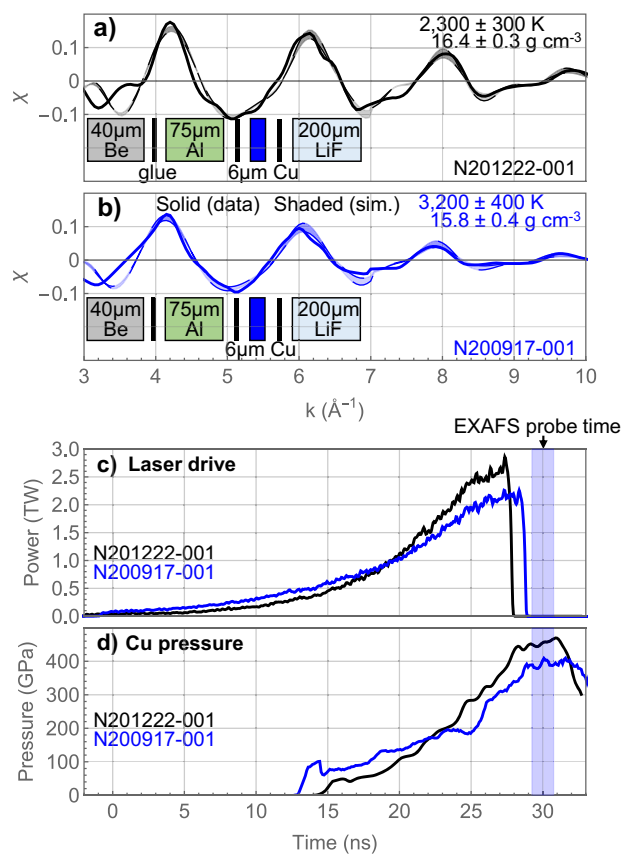 a)
2,300 ± 300 K
16.4 ± 0.3 g cm⁻³
0.1
0
−0.1
χ
40μm
Be
75μm
Al
200μm
LiF
glue
6μm
Cu
N201222-001
b)
Solid (data)
Shaded (sim.)
3,200 ± 400 K
15.8 ± 0.4 g cm⁻³
0.1
0
−0.1
χ
40μm
Be
75μm
Al
200μm
LiF
6μm
Cu
N200917-001
3 4 5 6 7 8 9 10
k (Å⁻¹)
EXAFS probe time
c) Laser drive
3.0
2.5
2.0
1.5
1.0
0.5
0.0
Power (TW)
N201222-001
N200917-001
d) Cu pressure
400
300
200
100
0
Pressure (GPa)
N201222-001
N200917-001
0 5 10 15 20 25 30
Time (ns)